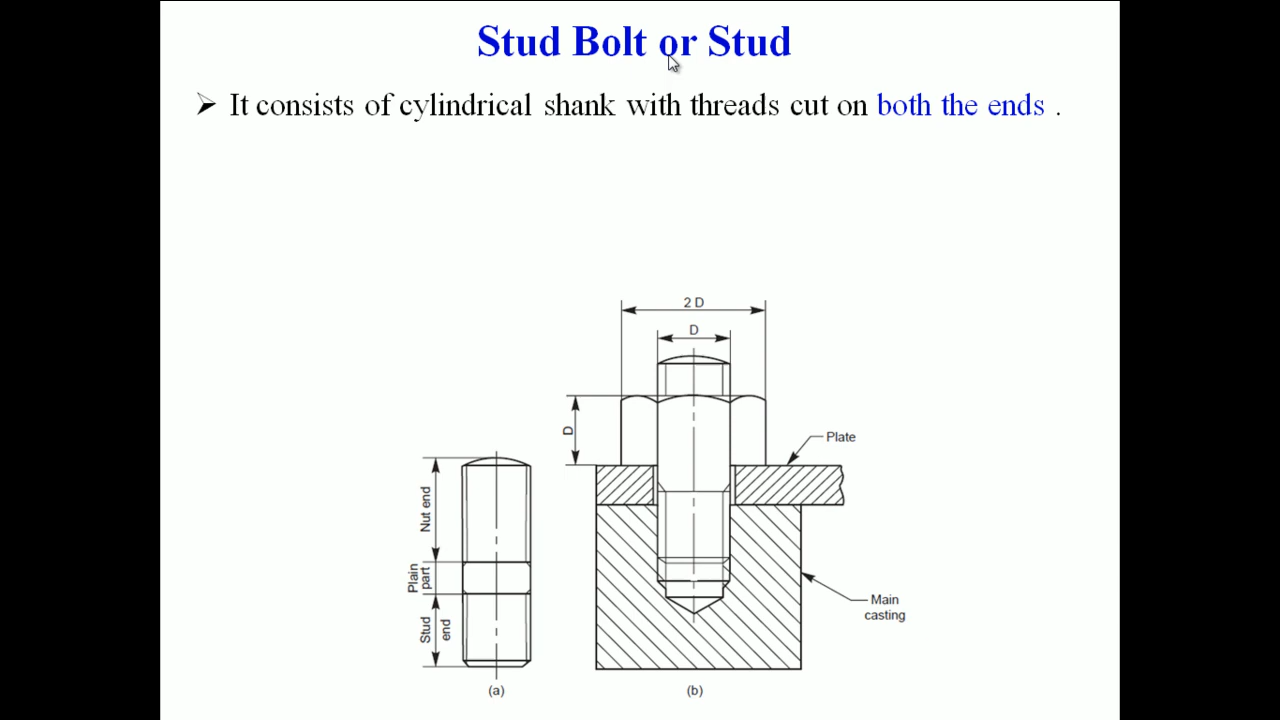 Stud Bolt or Stud
➢ It consists of cylindrical shank with threads cut on both the ends .
2 D
D
D
Plate
Nut end
Plain
part
Stud
end
Main
casting
(a)
(b)